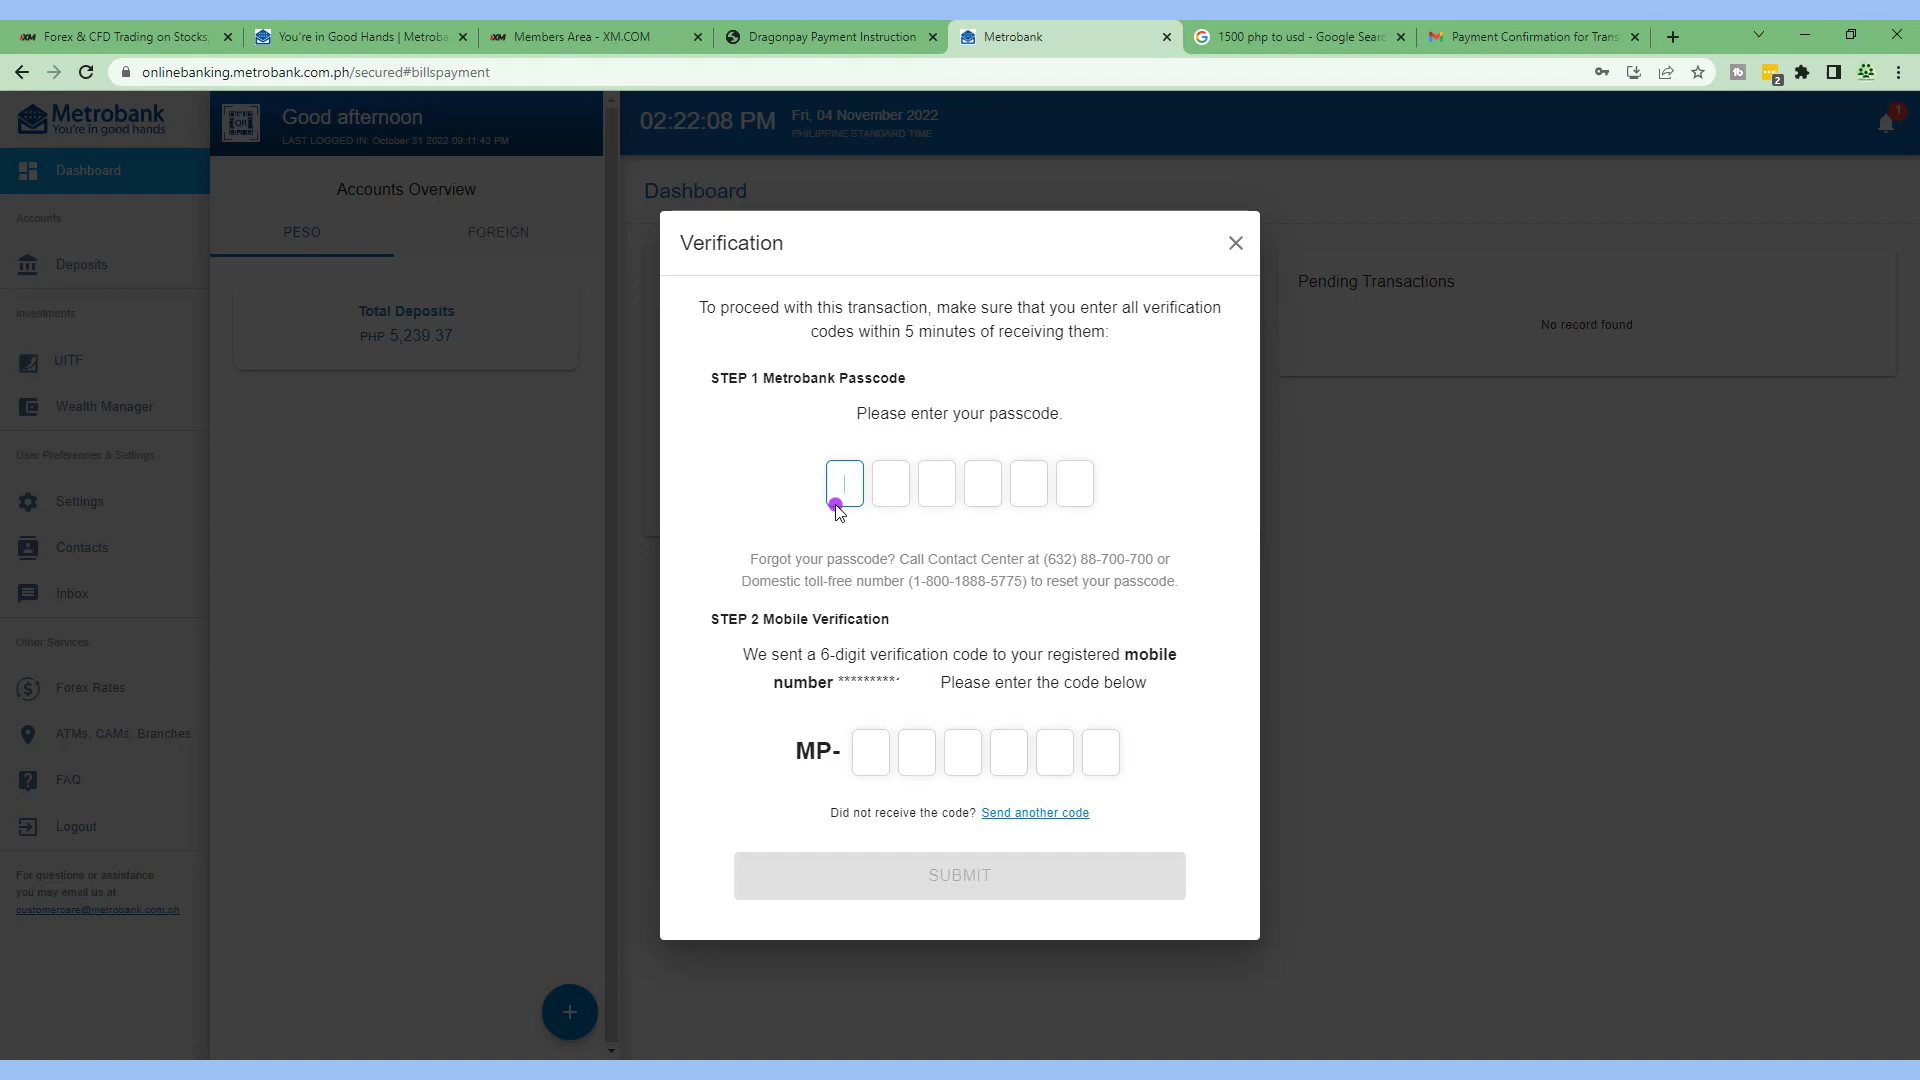 Forex & CFD Trading on Stocks,
You're in Good Hands | Metroba
Members Area - XM.COM
Dragonpay Payment Instruction
Metrobank
1500 php to usd - Google Searc
Payment Confirmation for Trans
onlinebanking.metrobank.com.ph/secured#billspayment
2
Metrobank
You're in good hands
Dashboard
Accounts
Deposits
Investments
UITF
Wealth Manager
User Preferences & Settings
Settings
Contacts
Inbox
Other Services
Forex Rates
ATMs, CAMs, Branches
FAQ
Logout
For questions or assistance,
you may email us at
customercare@metrobank.com.ph
QR
Good afternoon
LAST LOGGED IN: October 31 2022 09:11:43 PM
Accounts Overview
PESO
FOREIGN
Total Deposits
PHP 5,239.37
02:22:08 PM
Fri, 04 November 2022
PHILIPPINE STANDARD TIME
1
Dashboard
Pending Transactions
No record found
Verification
To proceed with this transaction, make sure that you enter all verification
codes within 5 minutes of receiving them:
STEP 1 Metrobank Passcode
Please enter your passcode.
Forgot your passcode? Call Contact Center at (632) 88-700-700 or
Domestic toll-free number (1-800-1888-5775) to reset your passcode.
STEP 2 Mobile Verification
We sent a 6-digit verification code to your registered mobile
number ********* Please enter the code below
MP-
Did not receive the code? Send another code
SUBMIT